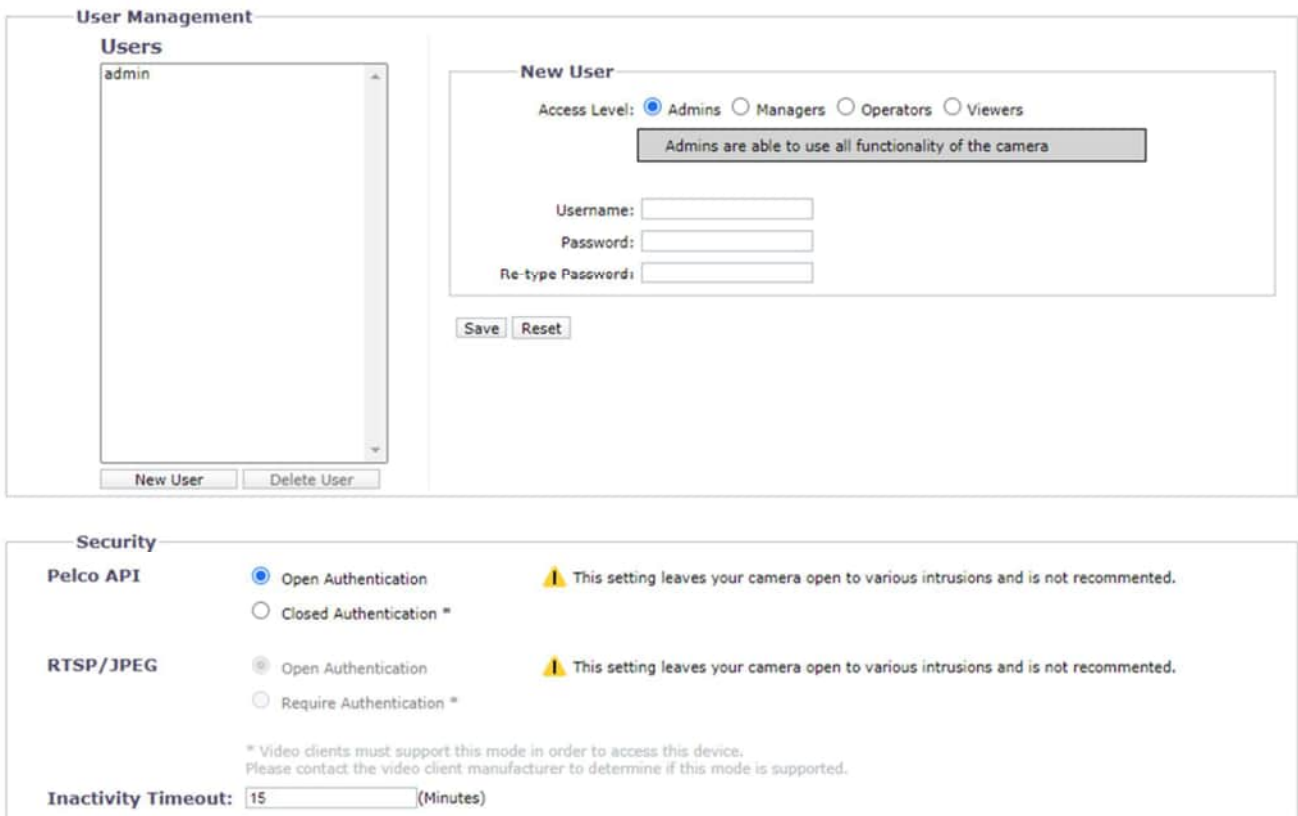 User Management
Users
admin
New User
Access Level: Admins Managers Operators Viewers
Admins are able to use all functionality of the camera
Username:
Password:
Re-type Password:
Save Reset
New User Delete User
Security
Pelco API Open Authentication This setting leaves your camera open to various intrusions and is not recommented.
Closed Authentication *
RTSP/JPEG Open Authentication This setting leaves your camera open to various intrusions and is not recommented.
Require Authentication *
* Video clients must support this mode in order to access this device.
Please contact the video client manufacturer to determine if this mode is supported.
Inactivity Timeout: 15 (Minutes)